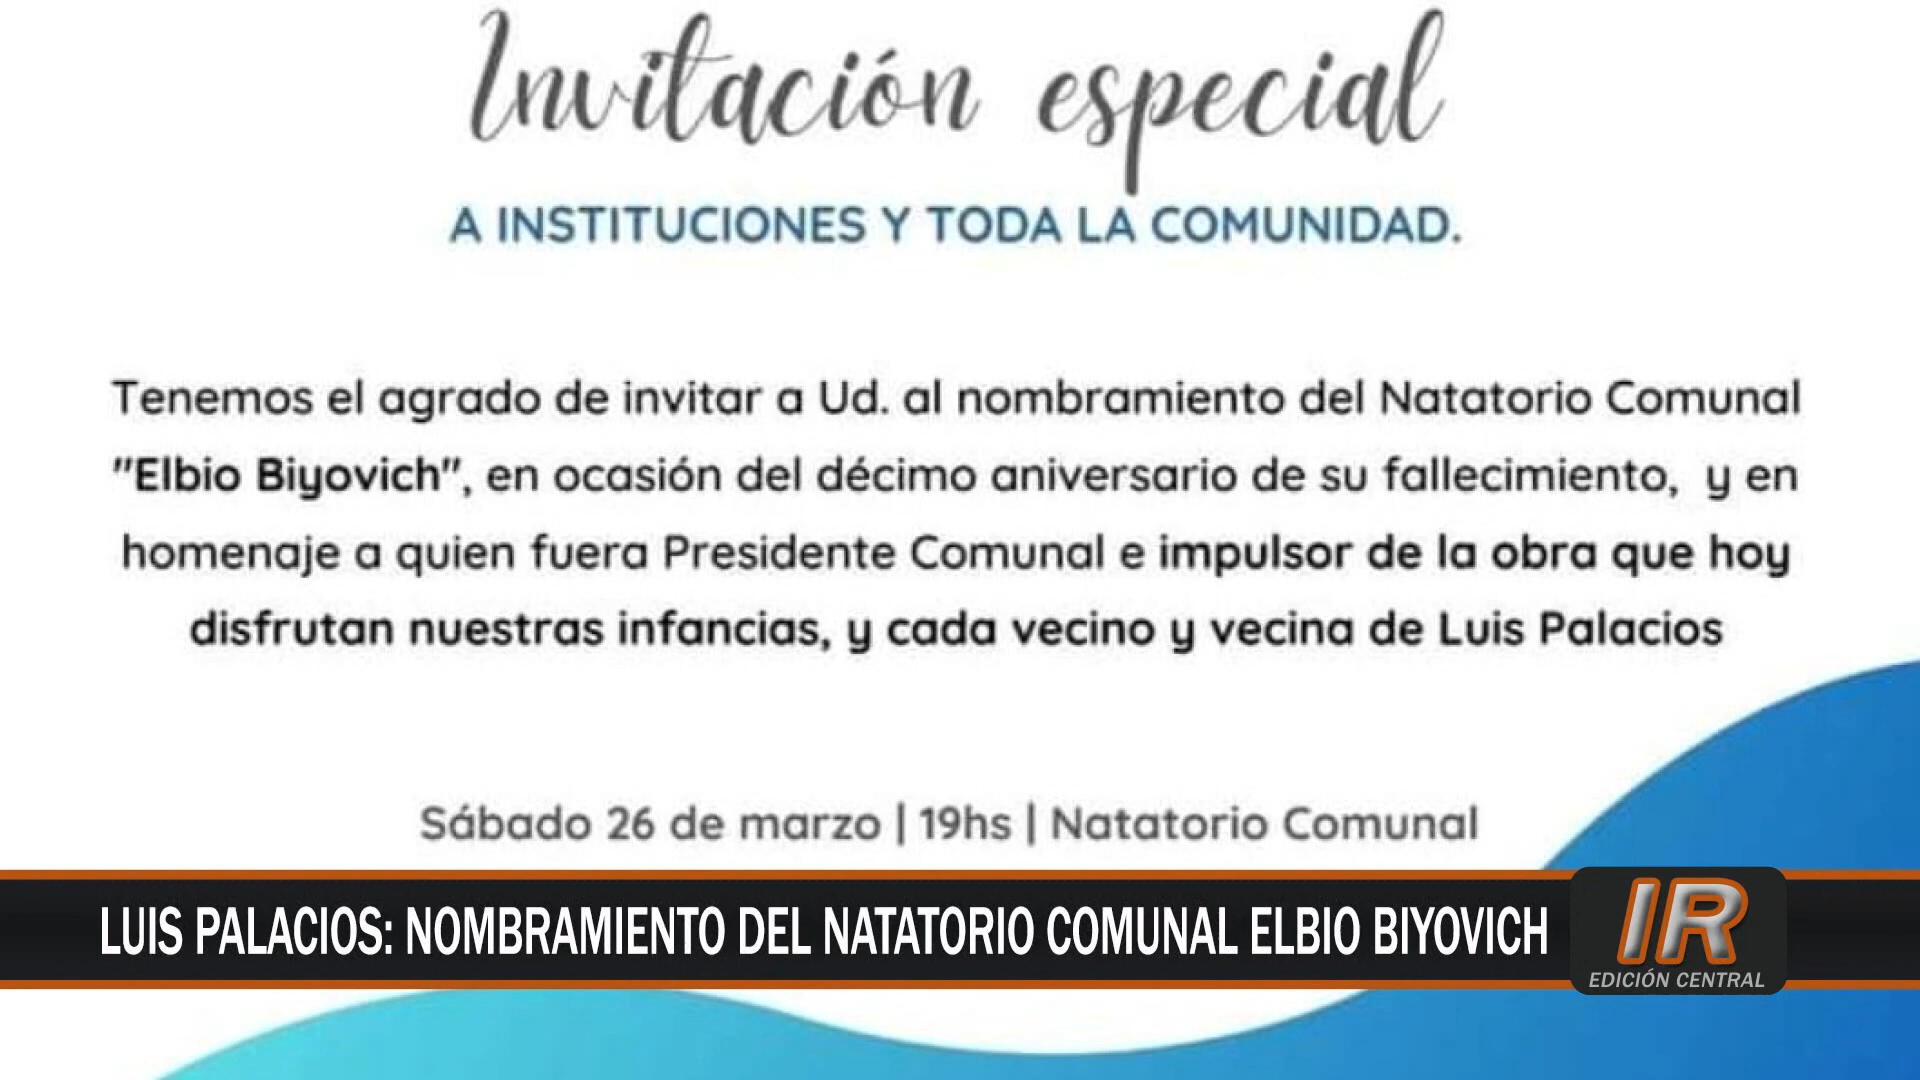 Invitación especial
A INSTITUCIONES Y TODA LA COMUNIDAD.
Tenemos el agrado de invitar a Ud. al nombramiento del Natatorio Comunal
"Elbio Biyovich", en ocasión del décimo aniversario de su fallecimiento, y en
homenaje a quien fuera Presidente Comunal e impulsor de la obra que hoy
disfrutan nuestras infancias, y cada vecino y vecina de Luis Palacios
Sábado 26 de marzo | 19hs | Natatorio Comunal
LUIS PALACIOS: NOMBRAMIENTO DEL NATATORIO COMUNAL ELBIO BIYOVICH
IR
EDICIÓN CENTRAL